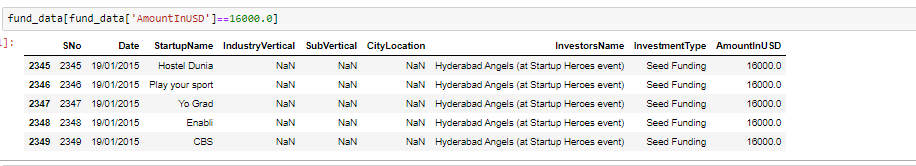 fund_data[fund_data['AmountInUSD']==16000.0]
]:
SNo Date StartupName IndustryVertical SubVertical CityLocation InvestorsName InvestmentType AmountInUSD
2345 2345 19/01/2015 Hostel Dunia NaN NaN NaN Hyderabad Angels (at Startup Heroes event) Seed Funding 16000.0
2346 2346 19/01/2015 Play your sport NaN NaN NaN Hyderabad Angels (at Startup Heroes event) Seed Funding 16000.0
2347 2347 19/01/2015 Yo Grad NaN NaN NaN Hyderabad Angels (at Startup Heroes event) Seed Funding 16000.0
2348 2348 19/01/2015 Enabli NaN NaN NaN Hyderabad Angels (at Startup Heroes event) Seed Funding 16000.0
2349 2349 19/01/2015 CBS NaN NaN NaN Hyderabad Angels (at Startup Heroes event) Seed Funding 16000.0